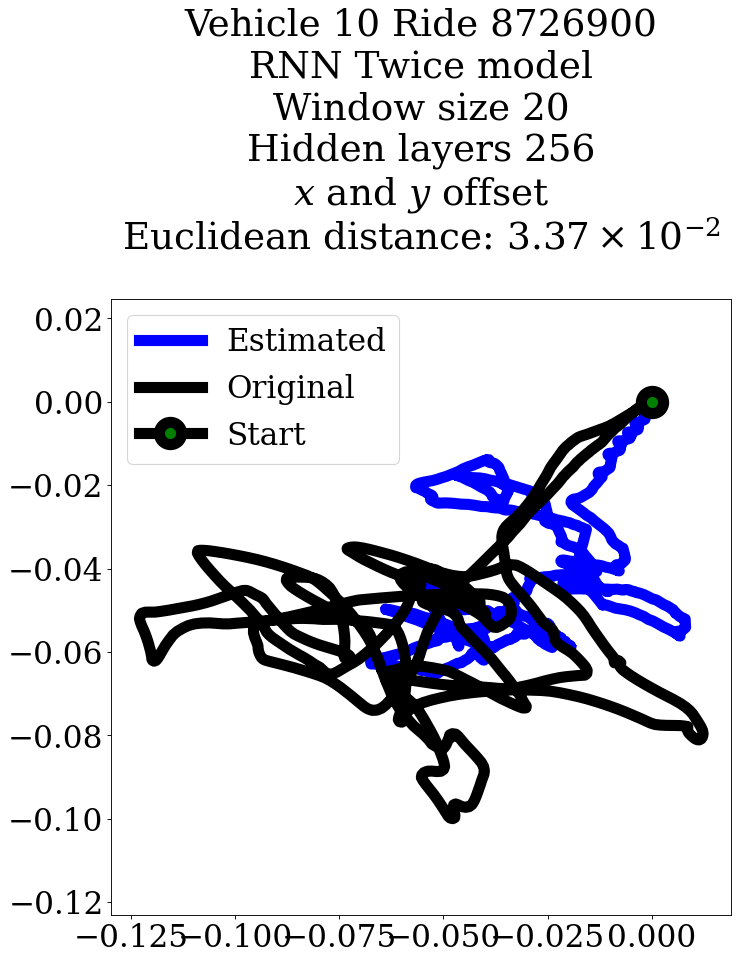 Vehicle 10 Ride 8726900
RNN Twice model
Window size 20
Hidden layers 256
x and y offset
Euclidean distance: 3.37 × 10⁻²
Estimated
Original
Start
0.02
0.00
−0.02
−0.04
−0.06
−0.08
−0.10
−0.12
−0.125 −0.100 −0.075 −0.050 −0.025 0.000